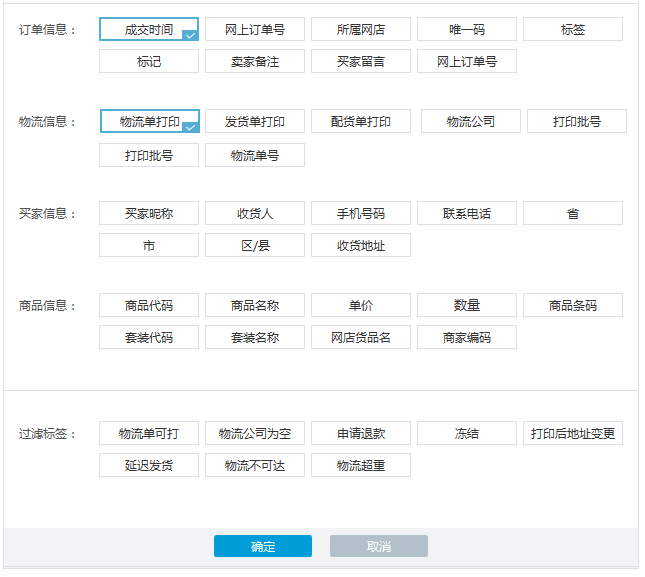 订单信息： 成交时间 网上订单号 所属网店 唯一码 标签
标记 卖家备注 买家留言 网上订单号
物流信息： 物流单打印 发货单打印 配货单打印 物流公司 打印批号
打印批号 物流单号
买家信息： 买家昵称 收货人 手机号码 联系电话 省
市 区/县 收货地址
商品信息： 商品代码 商品名称 单价 数量 商品条码
套装代码 套装名称 网店货品名 商家编码
过滤标签： 物流单可打 物流公司为空 申请退款 冻结 打印后地址变更
延迟发货 物流不可达 物流超重
确定 取消